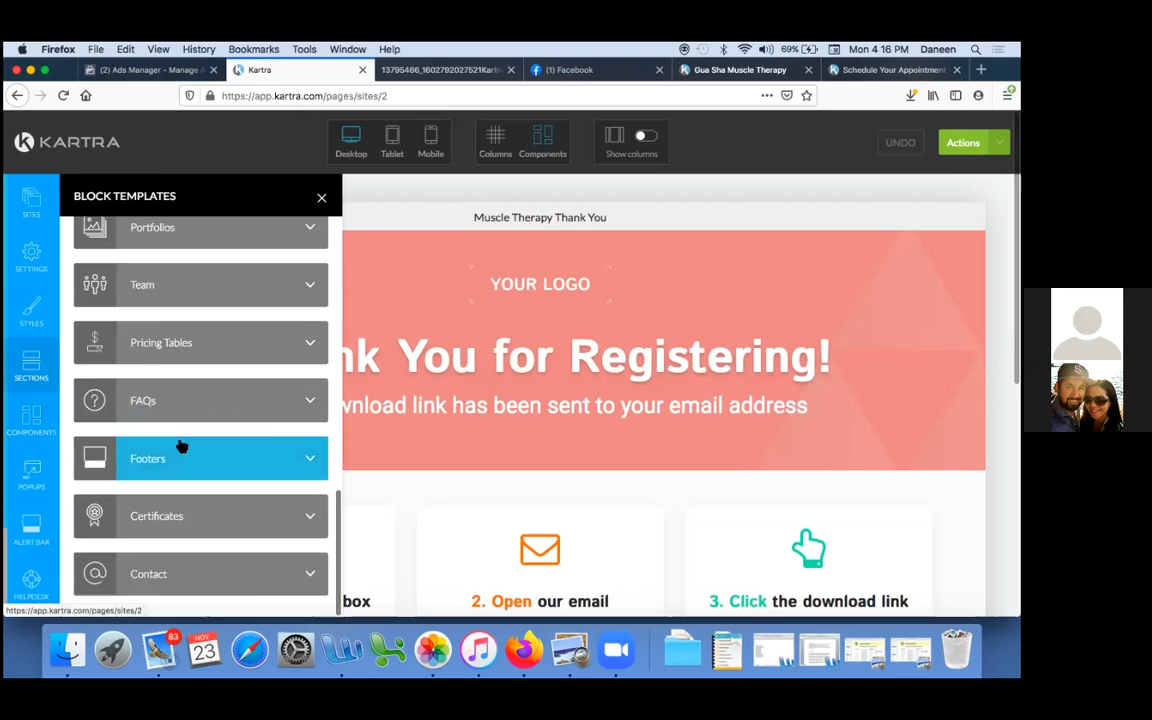 Firefox File Edit View History Bookmarks Tools Window Help 69% Mon 4:16 PM Daneen
(2) Ads Manager - Manage A Kartra 13795466_1602792027521Kartr (1) Facebook Gua Sha Muscle Therapy Schedule Your Appointment
https://app.kartra.com/pages/sites/2
KARTRA
Desktop Tablet Mobile Columns Components Show columns
UNDO Actions
SITES
SETTINGS
STYLES
SECTIONS
COMPONENTS
POPUPS
ALERT BAR
HELPDESK
BLOCK TEMPLATES
Portfolios
Team
Pricing Tables
FAQs
Footers
Certificates
Contact
Muscle Therapy Thank You
YOUR LOGO
nk You for Registering!
wnload link has been sent to your email address
box
2. Open our email
3. Click the download link
https://app.kartra.com/pages/sites/2
83
NOV
23